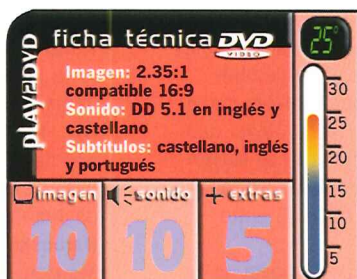 play2DVD
ficha técnica DVD
VIDEO
Imagen: 2.35:1
compatible 16:9
Sonido: DD 5.1 en inglés y
castellano
Subtítulos: castellano, inglés
y portugués
imagen
10
sonido
10
+ extras
5
25°
30
25
20
15
10
5